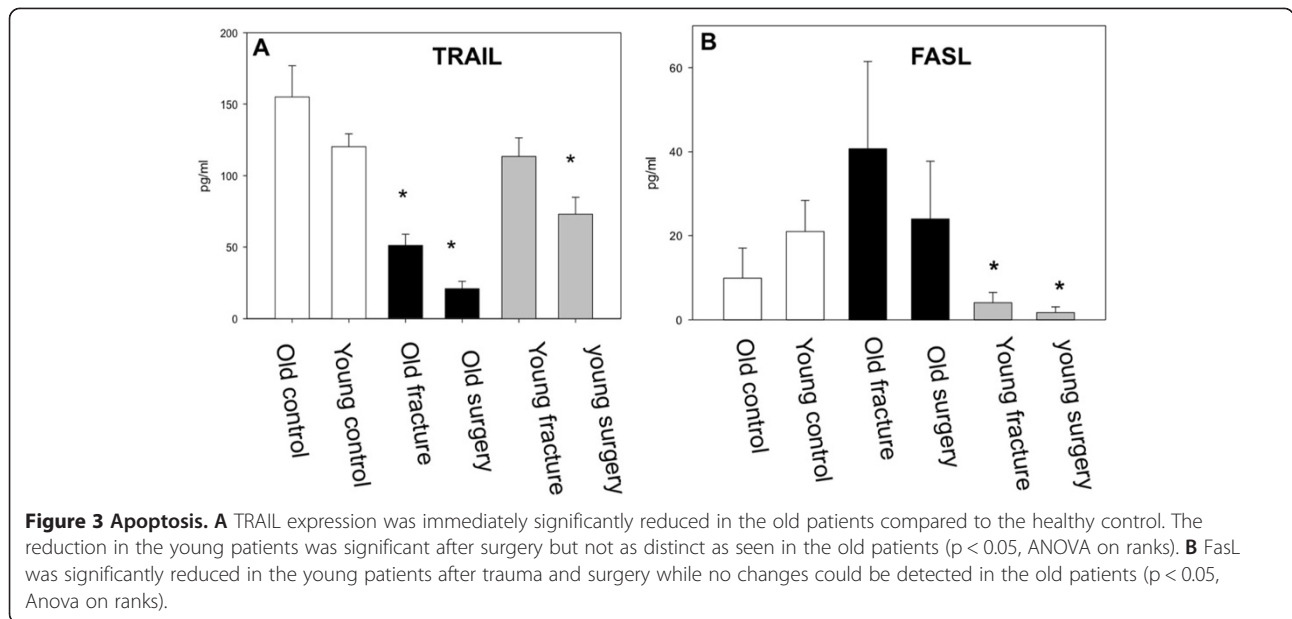 A
TRAIL
200
150
100
50
0
pg/ml
*
*
*
Old control
Young control
Old fracture
Old surgery
Young fracture
young surgery
B
FASL
60
40
20
0
pg/ml
*
*
Old control
Young control
Old fracture
Old surgery
Young fracture
young surgery
Figure 3 Apoptosis. A TRAIL expression was immediately significantly reduced in the old patients compared to the healthy control. The
reduction in the young patients was significant after surgery but not as distinct as seen in the old patients (p < 0.05, ANOVA on ranks). B FasL
was significantly reduced in the young patients after trauma and surgery while no changes could be detected in the old patients (p < 0.05,
Anova on ranks).